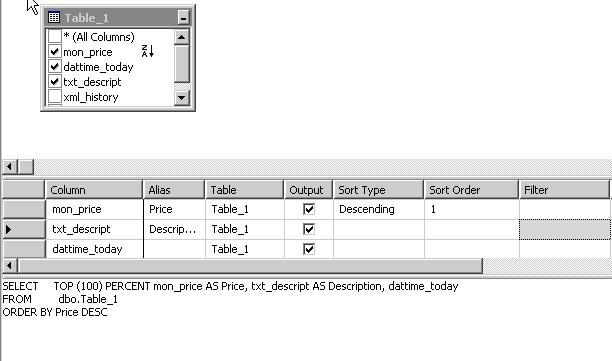 Table_1
* (All Columns)
mon_price
dattime_today
txt_descript
xml_history
Column Alias Table Output Sort Type Sort Order Filter
mon_price Price Table_1 Descending 1
txt_descript Descrip... Table_1
dattime_today Table_1
SELECT TOP (100) PERCENT mon_price AS Price, txt_descript AS Description, dattime_today
FROM dbo.Table_1
ORDER BY Price DESC